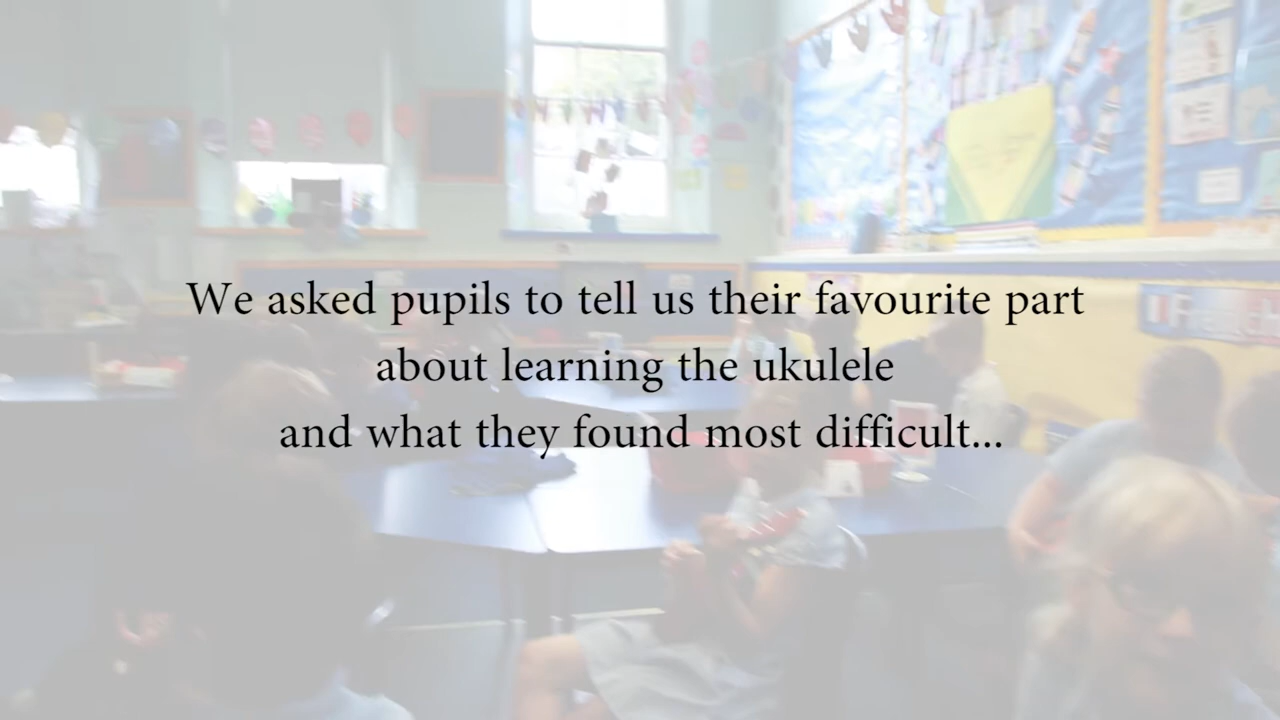 We asked pupils to tell us their favourite part
about learning the ukulele
and what they found most difficult...